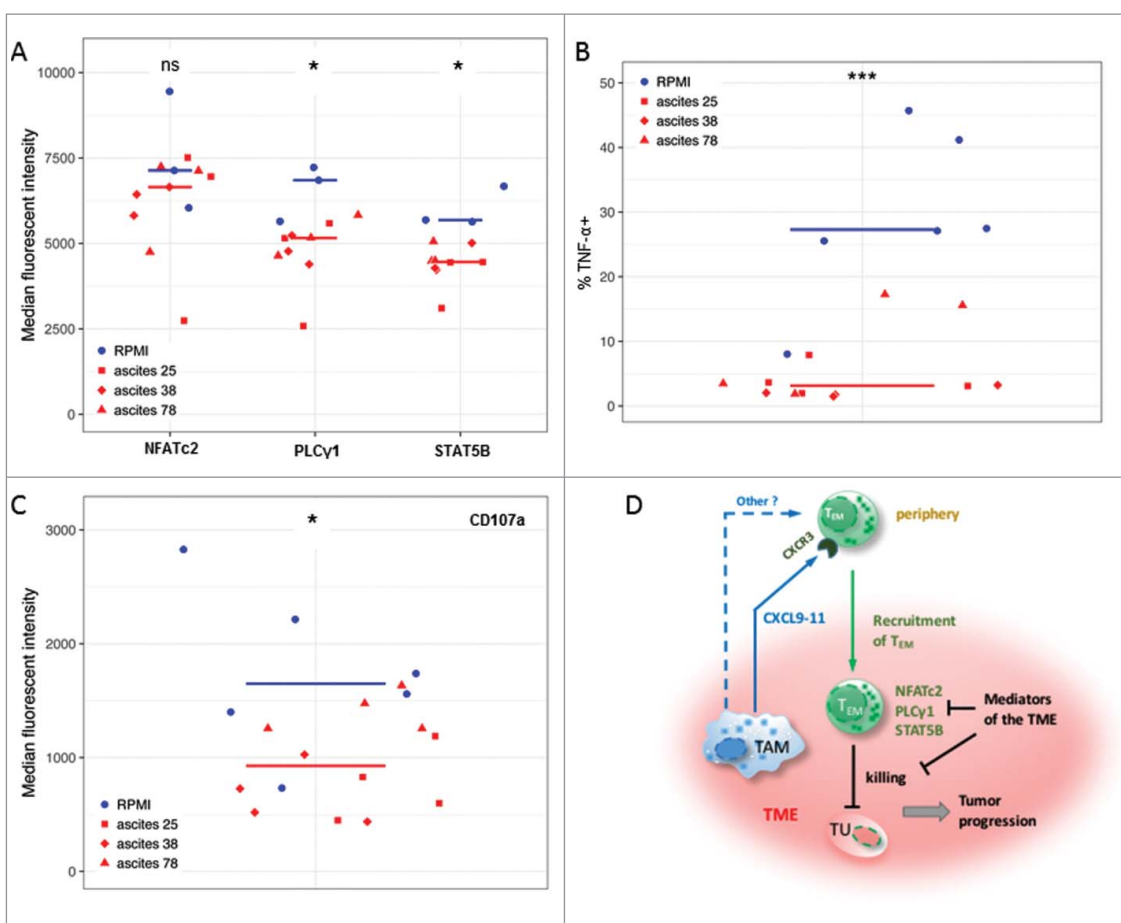 A
Median fluorescent intensity
10000
7500
5000
2500
0
ns
*
*
RPMI
ascites 25
ascites 38
ascites 78
NFATc2
PLCγ1
STAT5B
B
% TNF-α+
50
40
30
20
10
0
***
RPMI
ascites 25
ascites 38
ascites 78
C
Median fluorescent intensity
3000
2000
1000
0
*
CD107a
RPMI
ascites 25
ascites 38
ascites 78
D
Other ?
TEM
periphery
CXCR3
CXCL9-11
Recruitment
of TEM
TEM
NFATc2
PLCγ1
STAT5B
Mediators
of the TME
TAM
killing
TME
TU
Tumor
progression